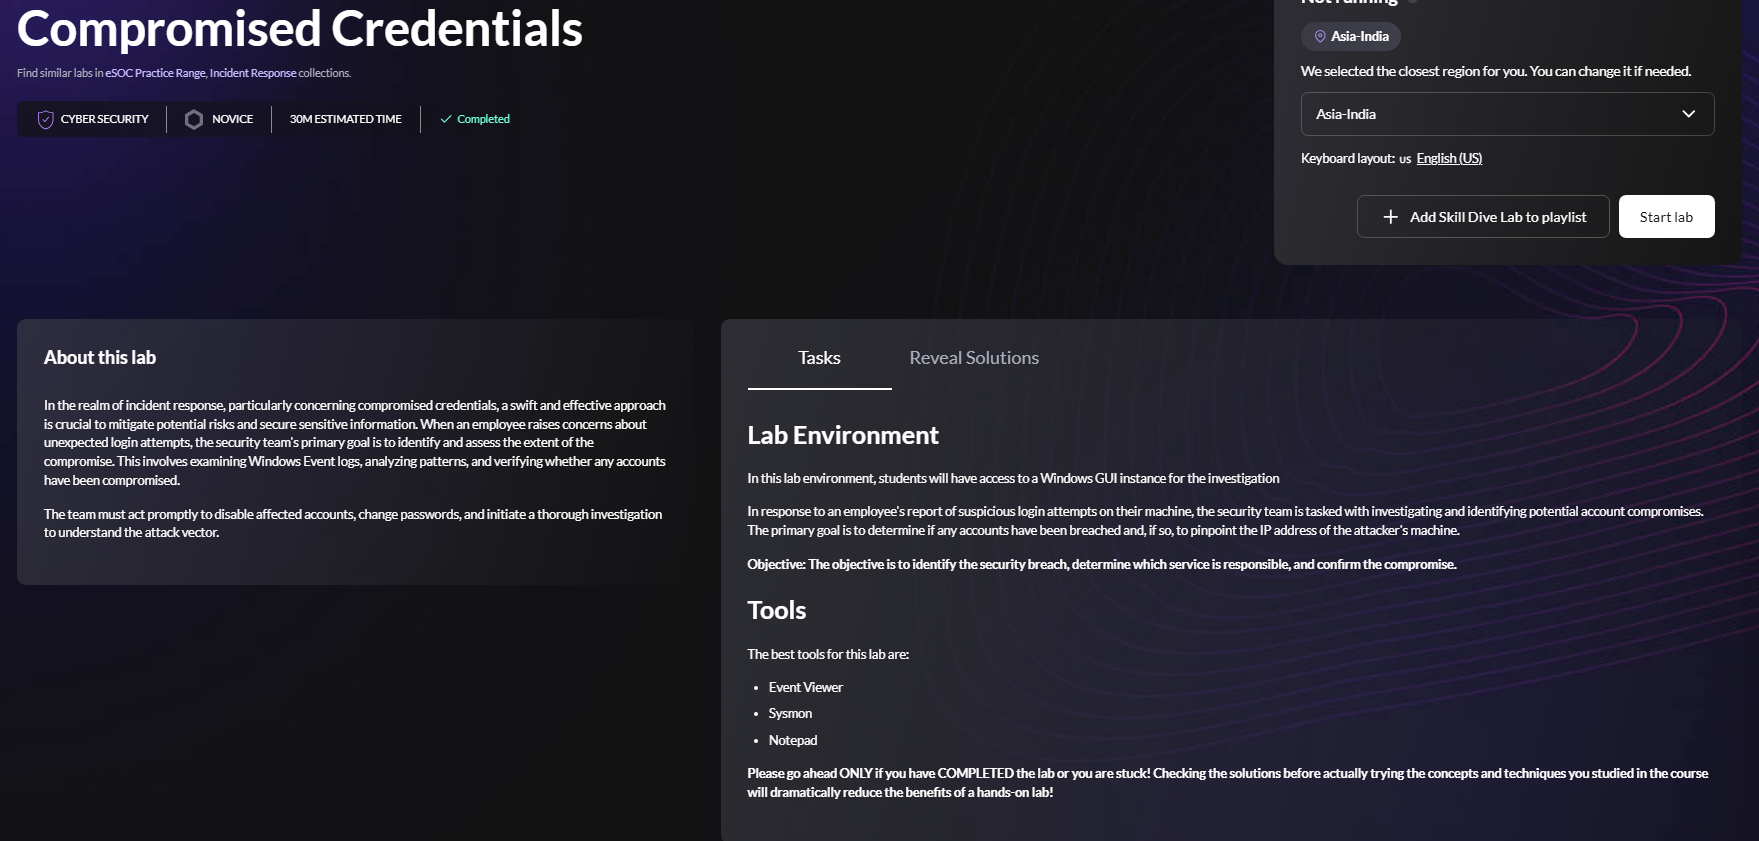 Compromised Credentials
Find similar labs in eSOC Practice Range, Incident Response collections.
CYBER SECURITY
NOVICE
30M ESTIMATED TIME
Completed
Not running
Asia-India
We selected the closest region for you. You can change it if needed.
Asia-India
Keyboard layout: US English (US)
Add Skill Dive Lab to playlist
Start lab
About this lab
In the realm of incident response, particularly concerning compromised credentials, a swift and effective approach
is crucial to mitigate potential risks and secure sensitive information. When an employee raises concerns about
unexpected login attempts, the security team's primary goal is to identify and assess the extent of the
compromise. This involves examining Windows Event logs, analyzing patterns, and verifying whether any accounts
have been compromised.
The team must act promptly to disable affected accounts, change passwords, and initiate a thorough investigation
to understand the attack vector.
Tasks
Reveal Solutions
Lab Environment
In this lab environment, students will have access to a Windows GUI instance for the investigation
In response to an employee's report of suspicious login attempts on their machine, the security team is tasked with investigating and identifying potential account compromises.
The primary goal is to determine if any accounts have been breached and, if so, to pinpoint the IP address of the attacker's machine.
Objective: The objective is to identify the security breach, determine which service is responsible, and confirm the compromise.
Tools
The best tools for this lab are:
• Event Viewer
• Sysmon
• Notepad
Please go ahead ONLY if you have COMPLETED the lab or you are stuck! Checking the solutions before actually trying the concepts and techniques you studied in the course
will dramatically reduce the benefits of a hands-on lab!